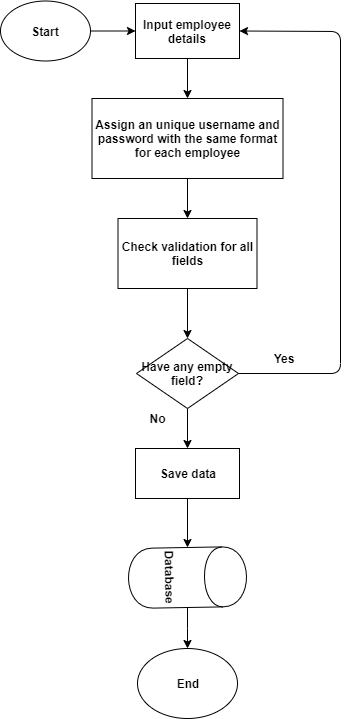 Start
Input employee
details
Assign an unique username and
password with the same format
for each employee
Check validation for all
fields
Have any empty
field?
Yes
No
Save data
Database
End